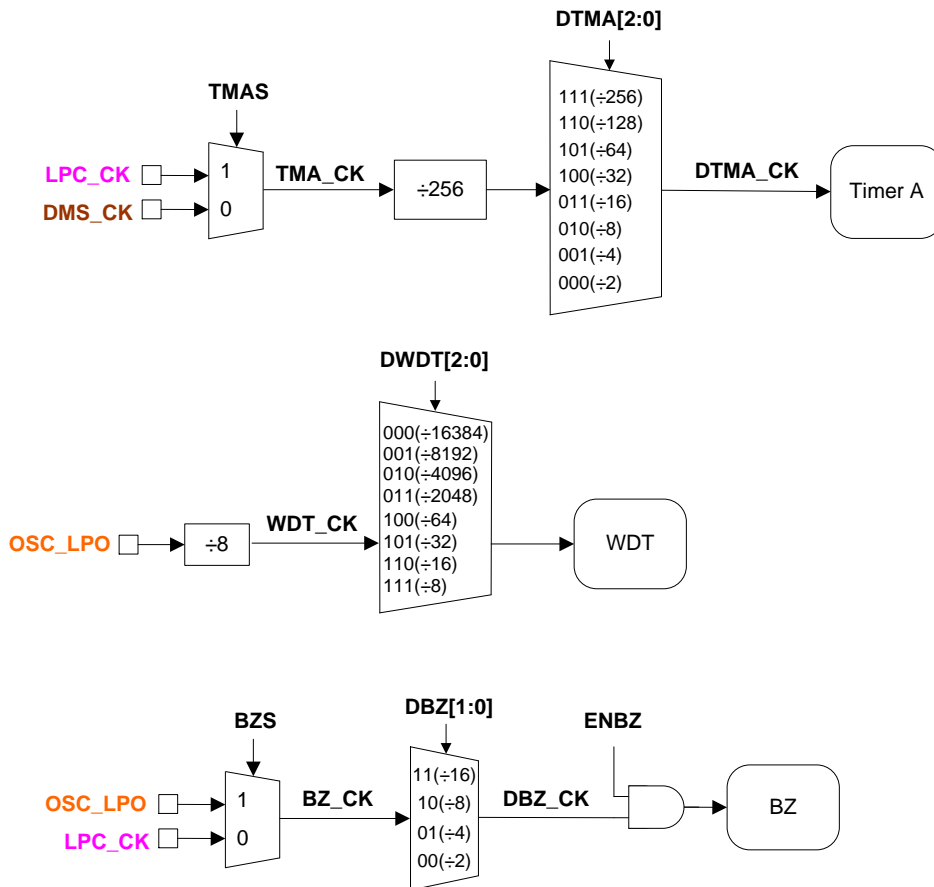 DTMA[2:0]
TMAS
LPC_CK
DMS_CK
1
0
TMA_CK
÷256
111(÷256)
110(÷128)
101(÷64)
100(÷32)
011(÷16)
010(÷8)
001(÷4)
000(÷2)
DTMA_CK
Timer A
DWDT[2:0]
OSC_LPO
÷8
WDT_CK
000(÷16384)
001(÷8192)
010(÷4096)
011(÷2048)
100(÷64)
101(÷32)
110(÷16)
111(÷8)
WDT
BZS
DBZ[1:0]
ENBZ
OSC_LPO
LPC_CK
1
0
BZ_CK
11(÷16)
10(÷8)
01(÷4)
00(÷2)
DBZ_CK
BZ